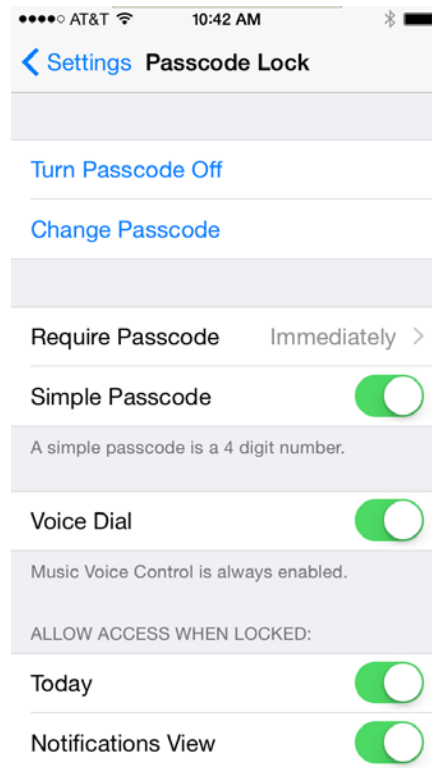 AT&T 10:42 AM
Settings Passcode Lock
Turn Passcode Off
Change Passcode
Require Passcode Immediately
Simple Passcode
A simple passcode is a 4 digit number.
Voice Dial
Music Voice Control is always enabled.
ALLOW ACCESS WHEN LOCKED:
Today
Notifications View